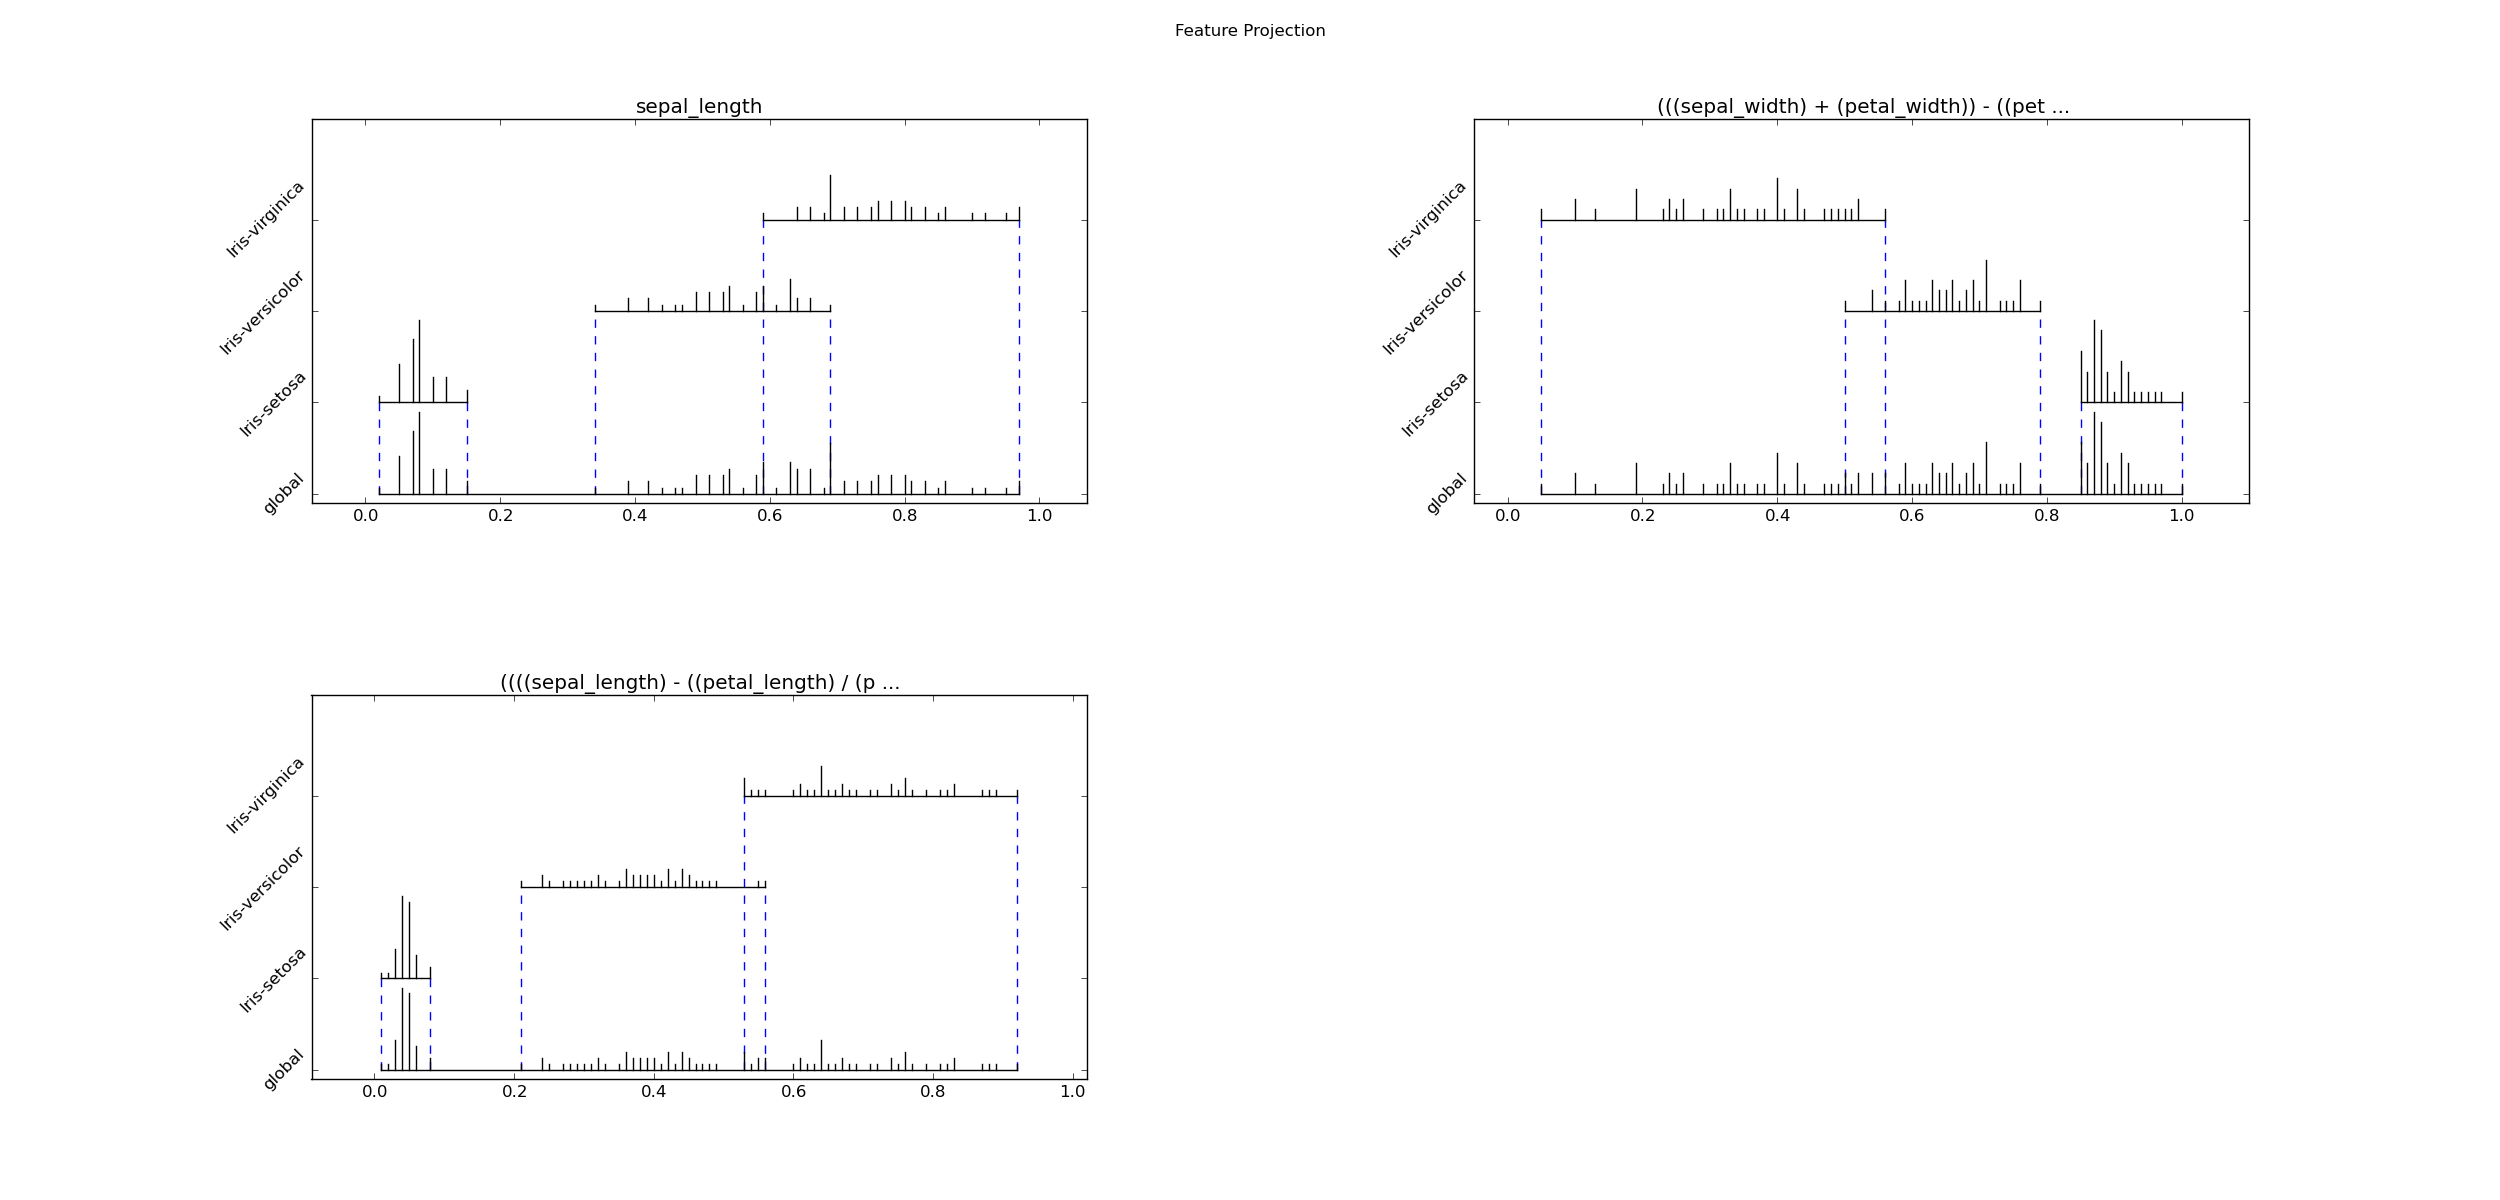 Feature Projection
sepal_length
Iris-virginica
Iris-versicolor
Iris-setosa
global
0.0 0.2 0.4 0.6 0.8 1.0
(((sepal_width) + (petal_width)) - ((pet ...
Iris-virginica
Iris-versicolor
Iris-setosa
global
0.0 0.2 0.4 0.6 0.8 1.0
((((sepal_length) - ((petal_length) / (p ...
Iris-virginica
Iris-versicolor
Iris-setosa
global
0.0 0.2 0.4 0.6 0.8 1.0